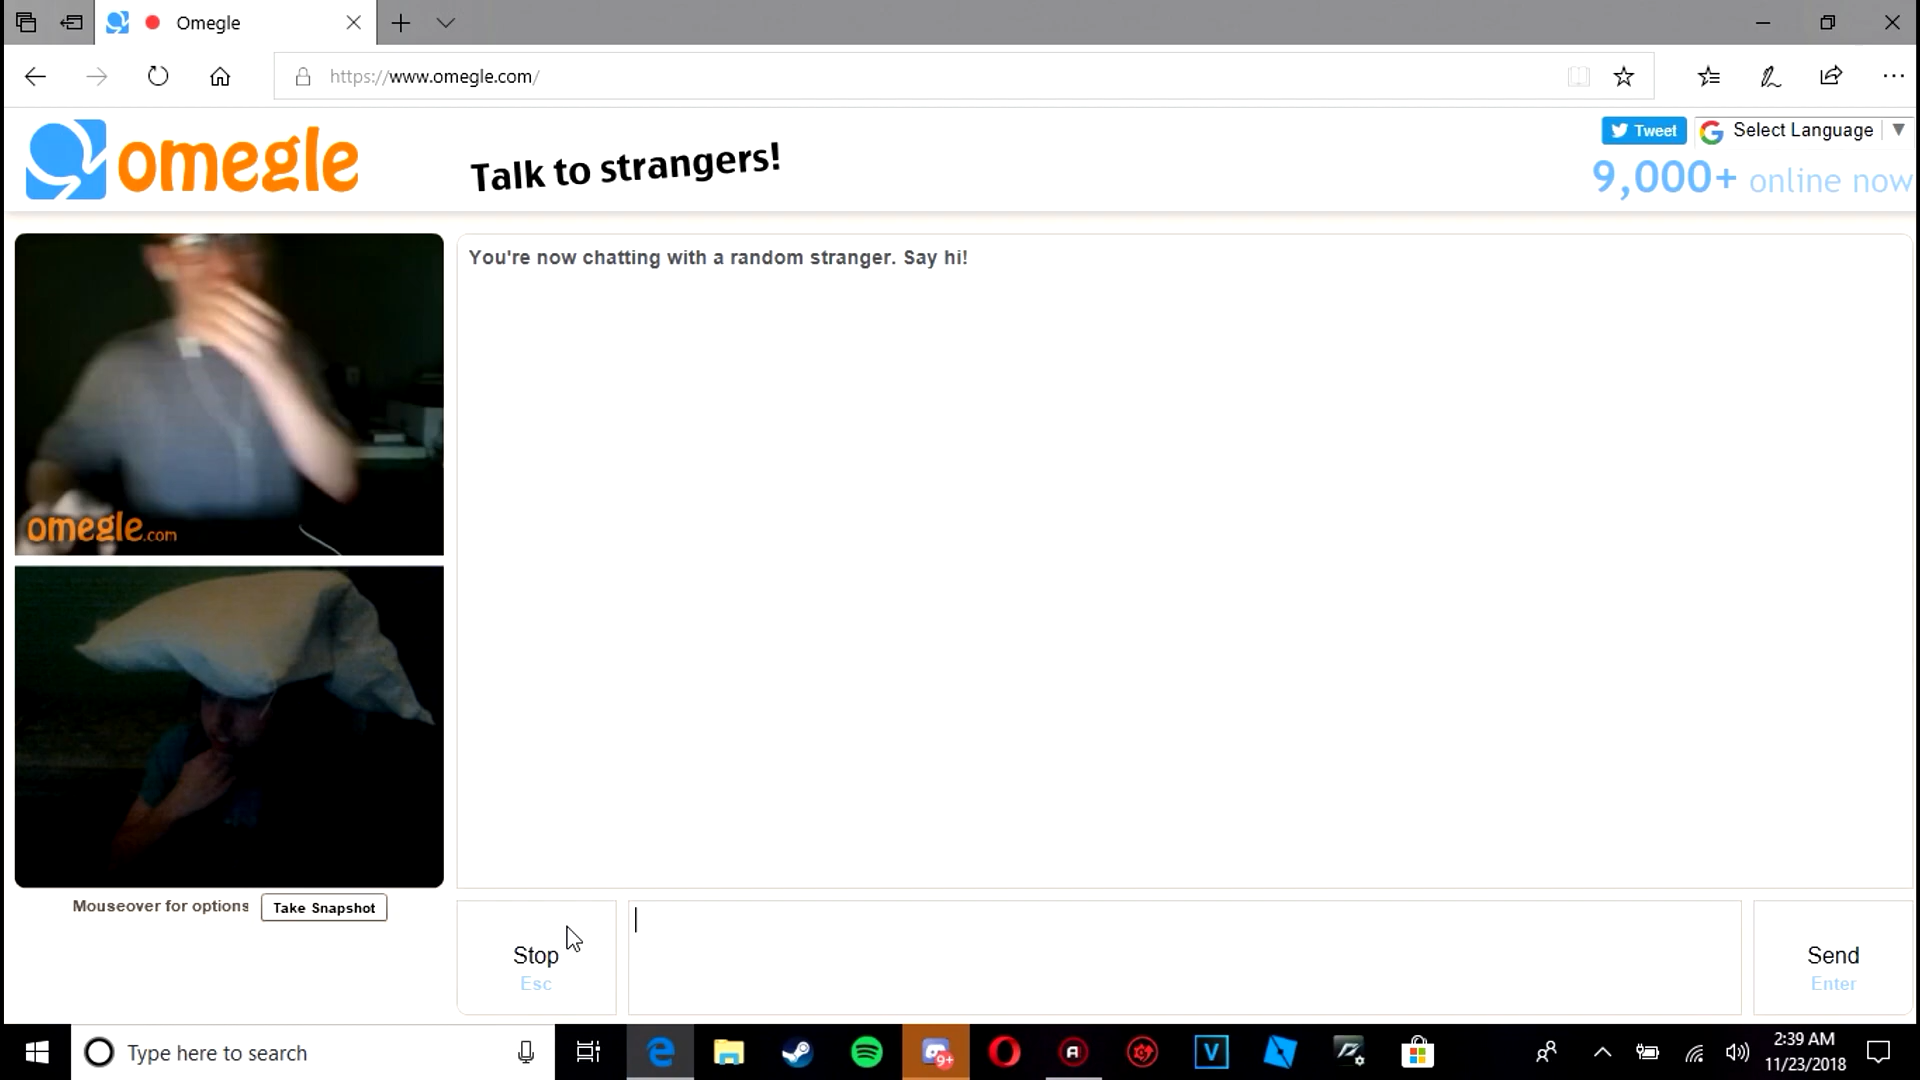 Omegle
https://www.omegle.com/
omegle
Talk to strangers!
Tweet
Select Language
9,000+ online now
You're now chatting with a random stranger. Say hi!
omegle.com
Mouseover for options
Take Snapshot
Stop
Esc
Send
Enter
Type here to search
9+
A
V
2:39 AM
11/23/2018